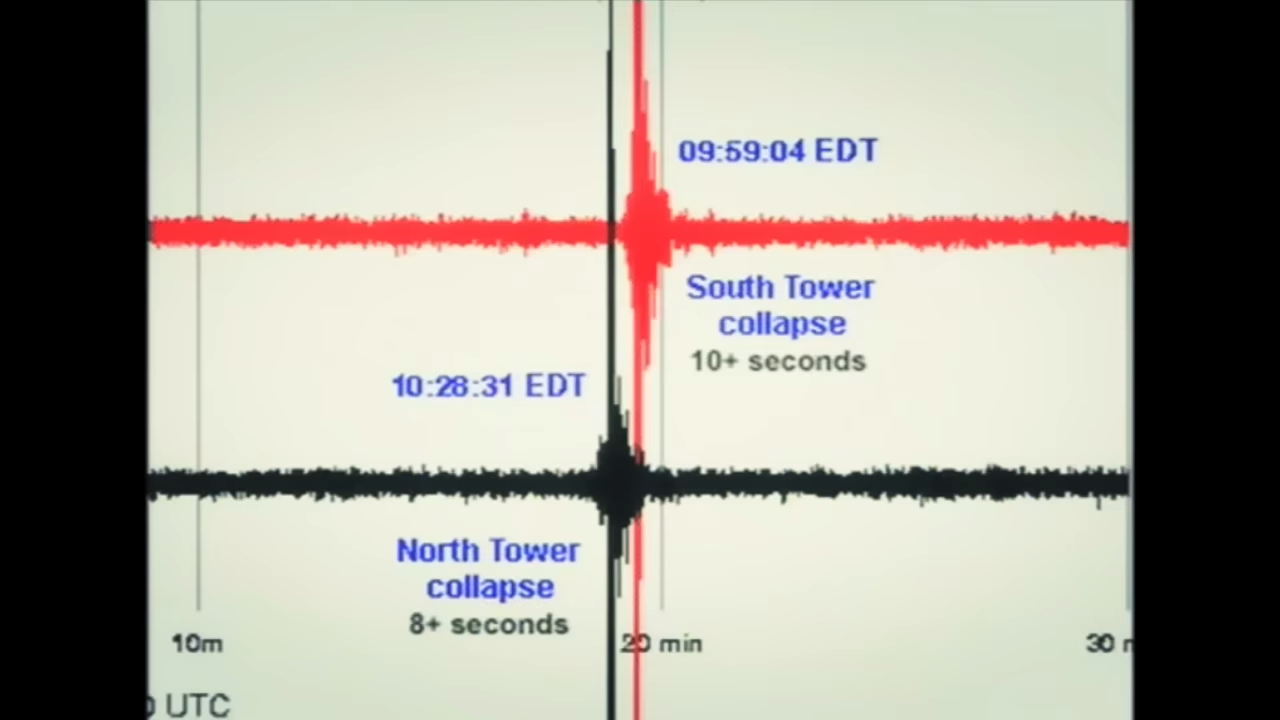 09:59:04 EDT
South Tower
collapse
10+ seconds
10:28:31 EDT
North Tower
collapse
8+ seconds
10m
20 min
30
UTC